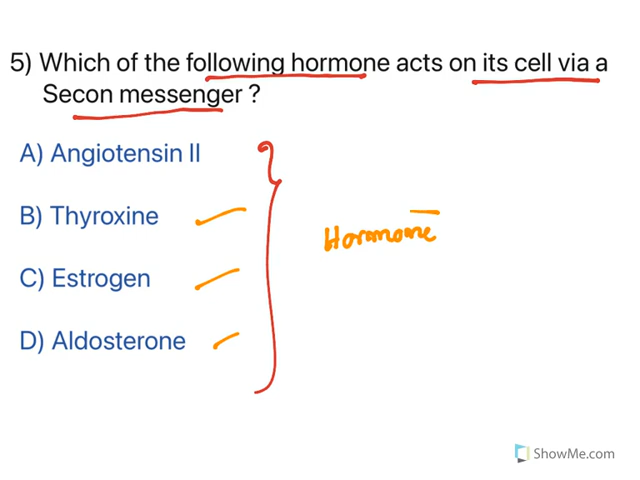 5) Which of the following hormone acts on its cell via a
Secon messenger ?
A) Angiotensin II
B) Thyroxine
C) Estrogen
D) Aldosterone
Hormone
ShowMe.com